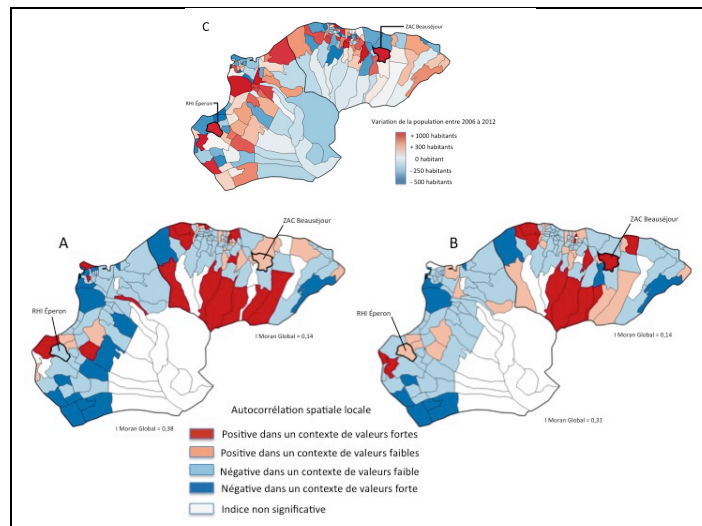 C
ZAC Beauséjour
RHI Éperon
Variation de la population entre 2006 à 2012
+ 1000 habitants
+ 300 habitants
0 habitant
- 250 habitants
- 500 habitants
A
ZAC Beauséjour
RHI Éperon
I Moran Global = 0,14
I Moran Global = 0,38
B
ZAC Beauséjour
RHI Éperon
I Moran Global = 0,14
I Moran Global = 0,31
Autocorrélation spatiale locale
Positive dans un contexte de valeurs fortes
Positive dans un contexte de valeurs faibles
Négative dans un contexte de valeurs faible
Négative dans un contexte de valeurs forte
Indice non significative